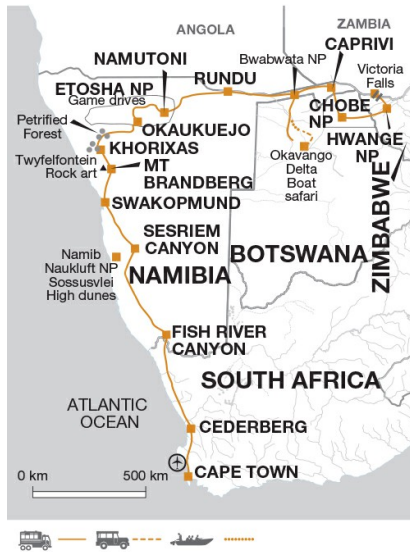 ANGOLA
ZAMBIA
NAMUTONI
Bwabwata NP
CAPRIVI
ETOSHA NP
Game drives
RUNDU
Victoria
Falls
Petrified
Forest
OKAUKUEJO
CHOBE
NP
KHORIXAS
HWANGE
NP
Twyfelfontein
Rock art
MT
BRANDBERG
Okavango
Delta
Boat
safari
SWAKOPMUND
ZIMBABWE
SESRIEM
CANYON
BOTSWANA
Namib
Naukluft NP
Sossusvlei
High dunes
NAMIBIA
FISH RIVER
CANYON
SOUTH AFRICA
ATLANTIC
OCEAN
CEDERBERG
CAPE TOWN
0 km
500 km